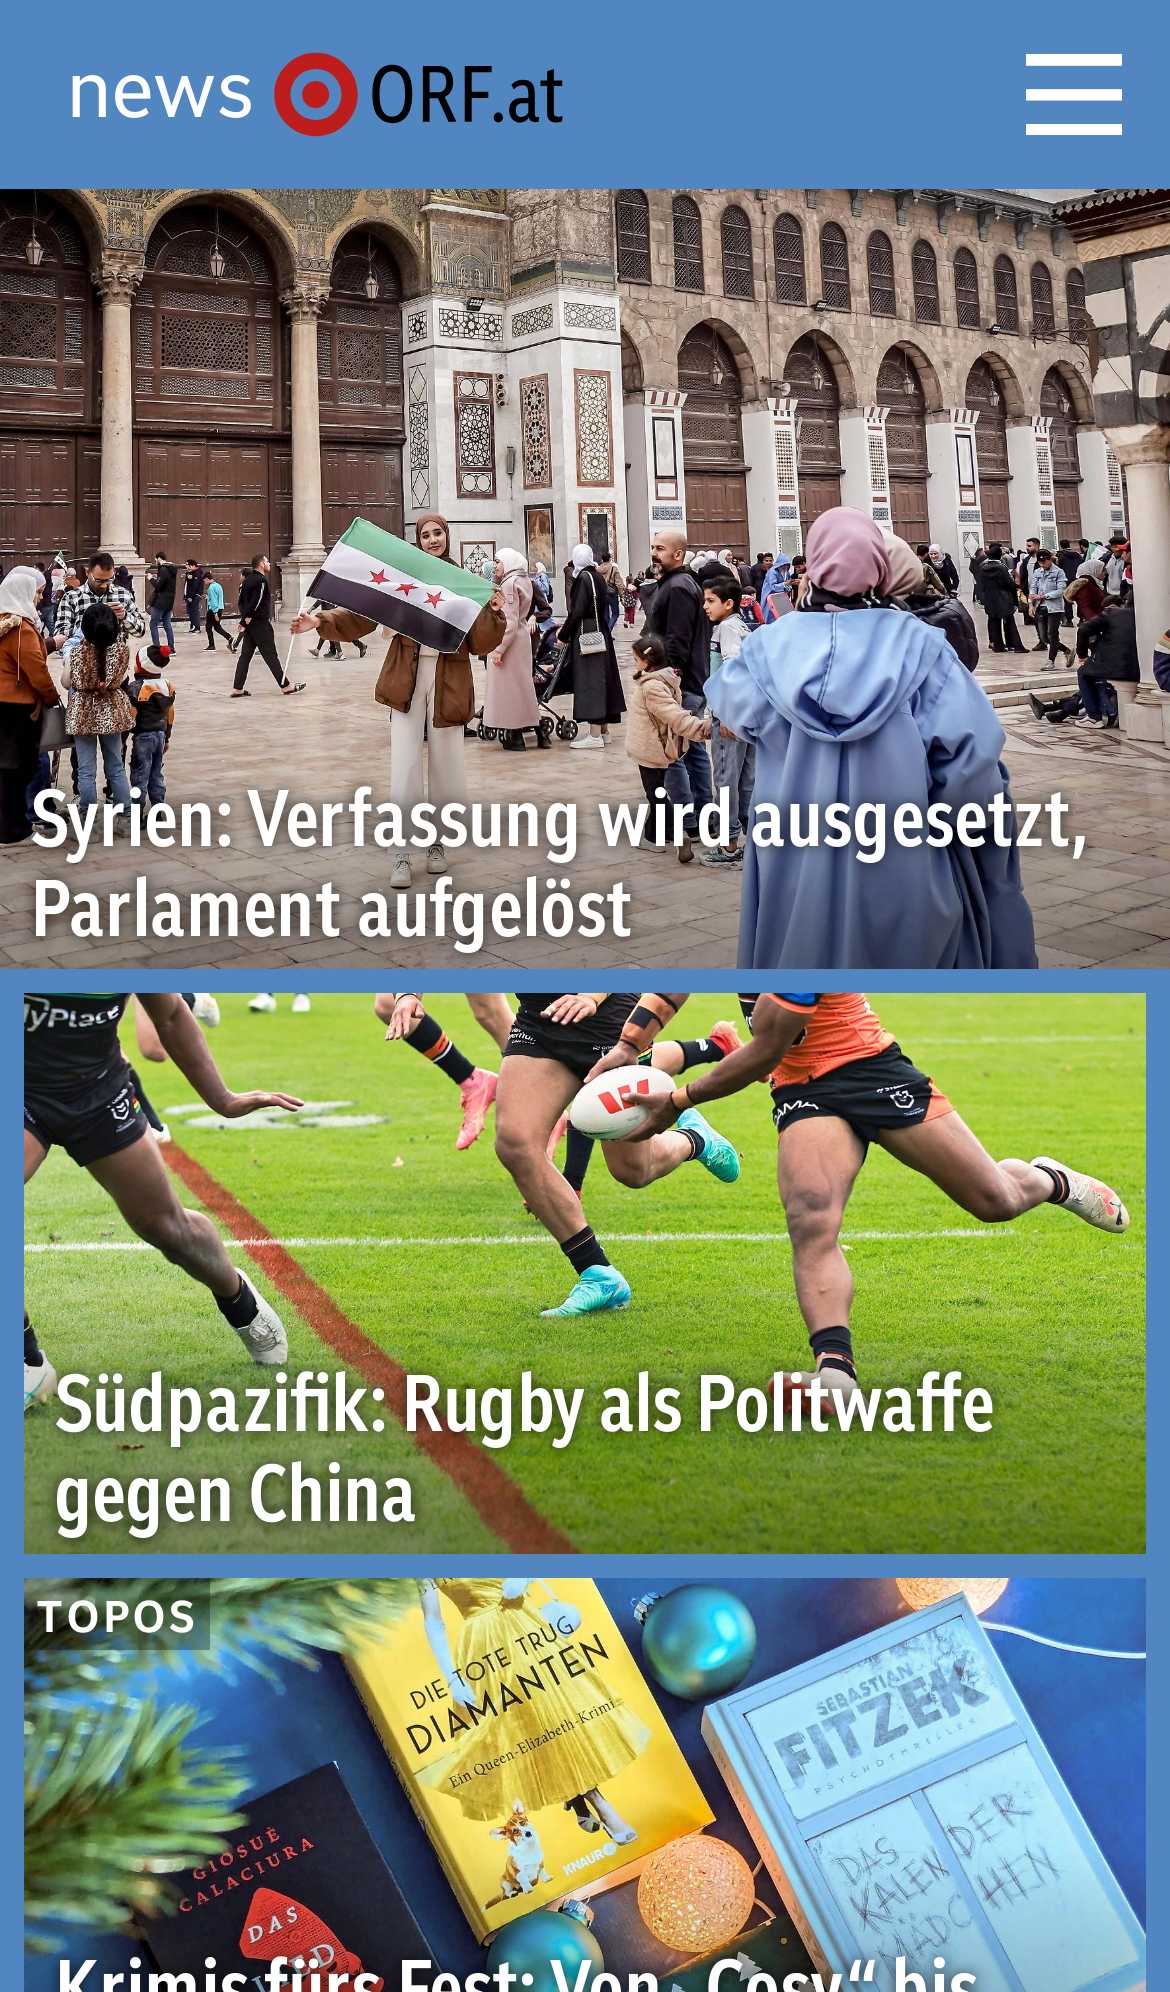 news ORF.at
Syrien: Verfassung wird ausgesetzt,
Parlament aufgelöst
Südpazifik: Rugby als Politwaffe
gegen China
TOPOS
DIE TOTE TRUG
DIAMANTEN
Ein Queen-Elizabeth-Krimi
KNAUR
SEBASTIAN
FITZEK
PSYCHOTHRILLER
DAS
KALENDER
MÄDCHEN
GIOSUÈ
CALACIURA
DAS
Krimis fürs Fest: Von „Cosy“ bis